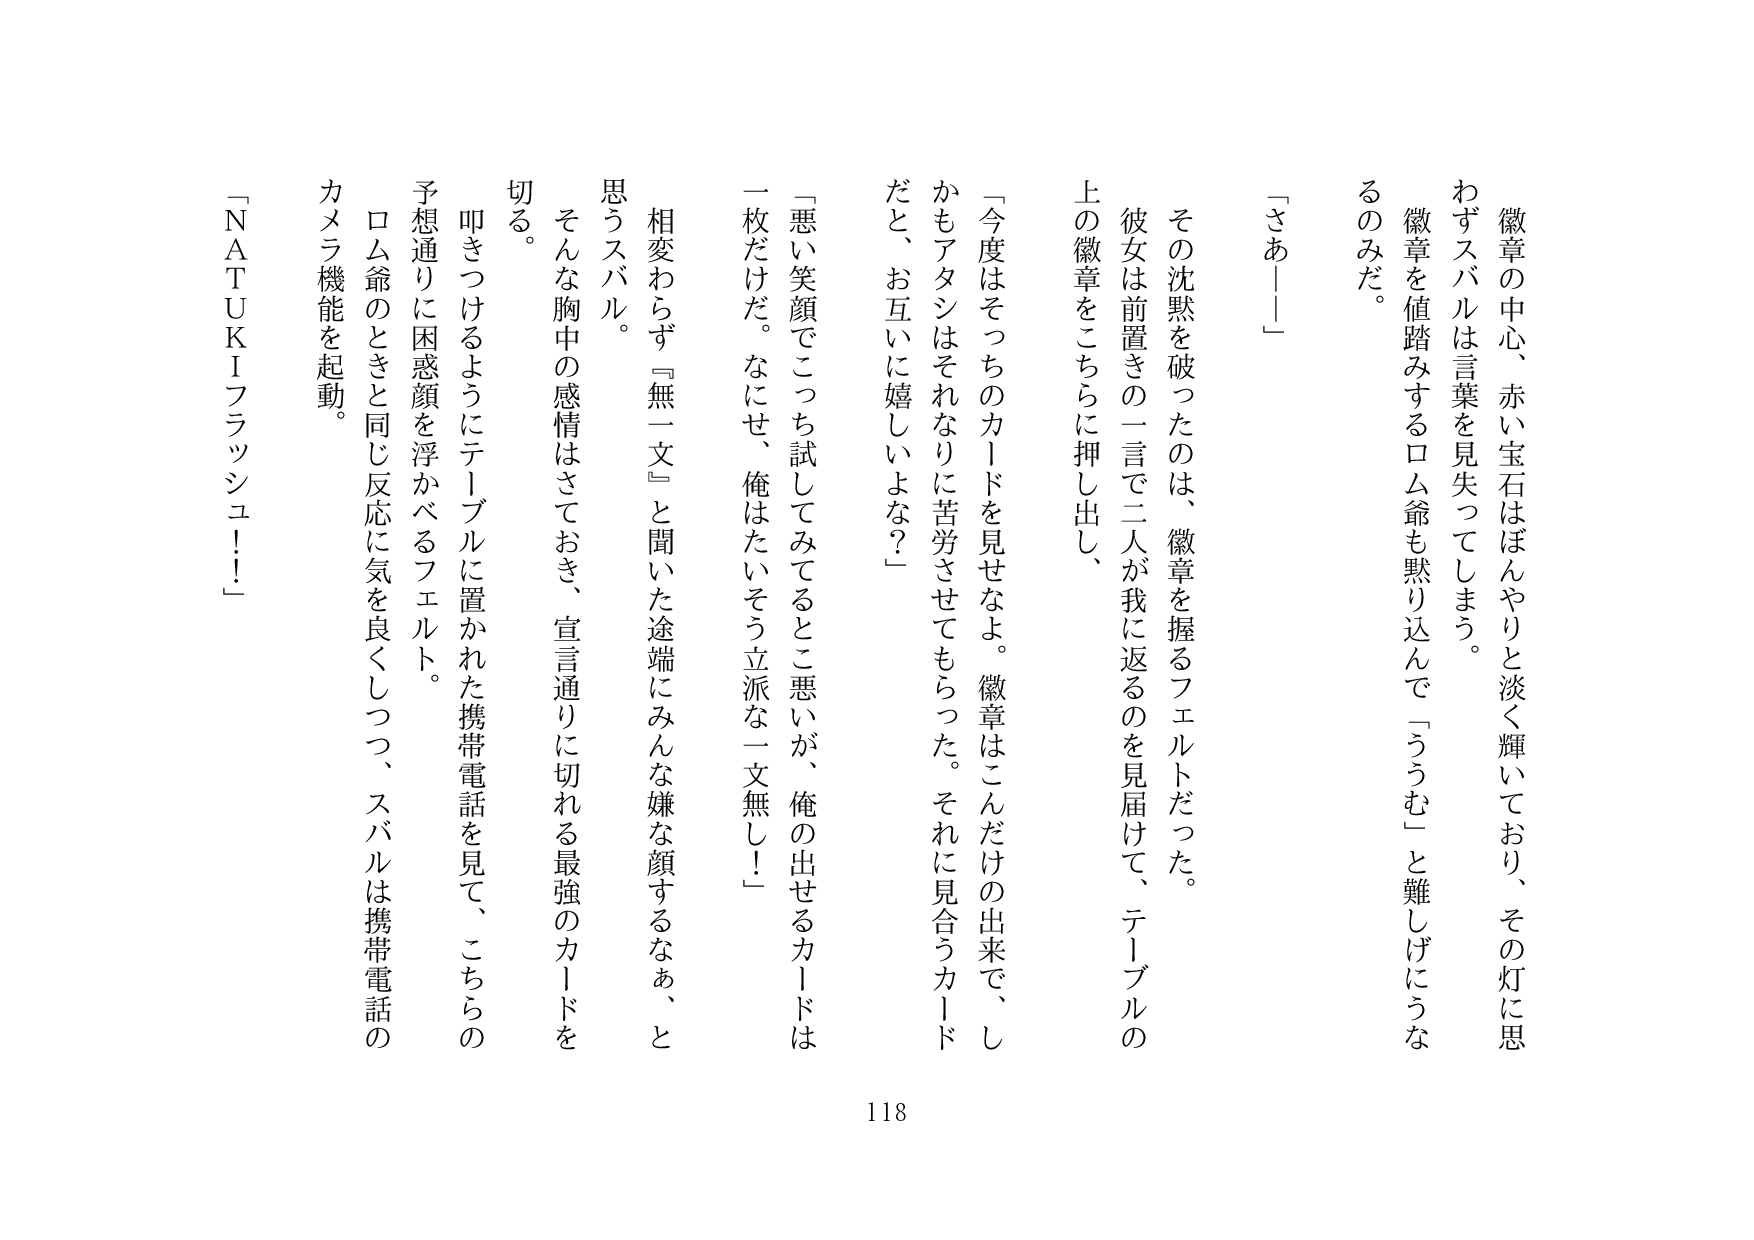 徽章の中心、赤い宝石はぼんやりと淡く輝いており、その灯に思
わずスバルは言葉を見失ってしまう。
　徽章を値踏みするロム爺も黙り込んで「ううむ」と難しげにうな
るのみだ。
「さあ――」
　その沈黙を破ったのは、徽章を握るフェルトだった。
　彼女は前置きの一言で二人が我に返るのを見届けて、テーブルの
上の徽章をこちらに押し出し、
「今度はそっちのカードを見せなよ。徽章はこんだけの出来で、し
かもアタシはそれなりに苦労させてもらった。それに見合うカード
だと、お互いに嬉しいよな？」
「悪い笑顔でこっち試してみてるとこ悪いが、俺の出せるカードは
一枚だけだ。なにせ、俺はたいそう立派な一文無し！」
　相変わらず『無一文』と聞いた途端にみんな嫌な顔するなぁ、と
思うスバル。
　そんな胸中の感情はさておき、宣言通りに切れる最強のカードを
切る。
　叩きつけるようにテーブルに置かれた携帯電話を見て、こちらの
予想通りに困惑顔を浮かべるフェルト。
　ロム爺のときと同じ反応に気を良くしつつ、スバルは携帯電話の
カメラ機能を起動。
「ＮＡＴＵＫＩフラッシュ！！」
118